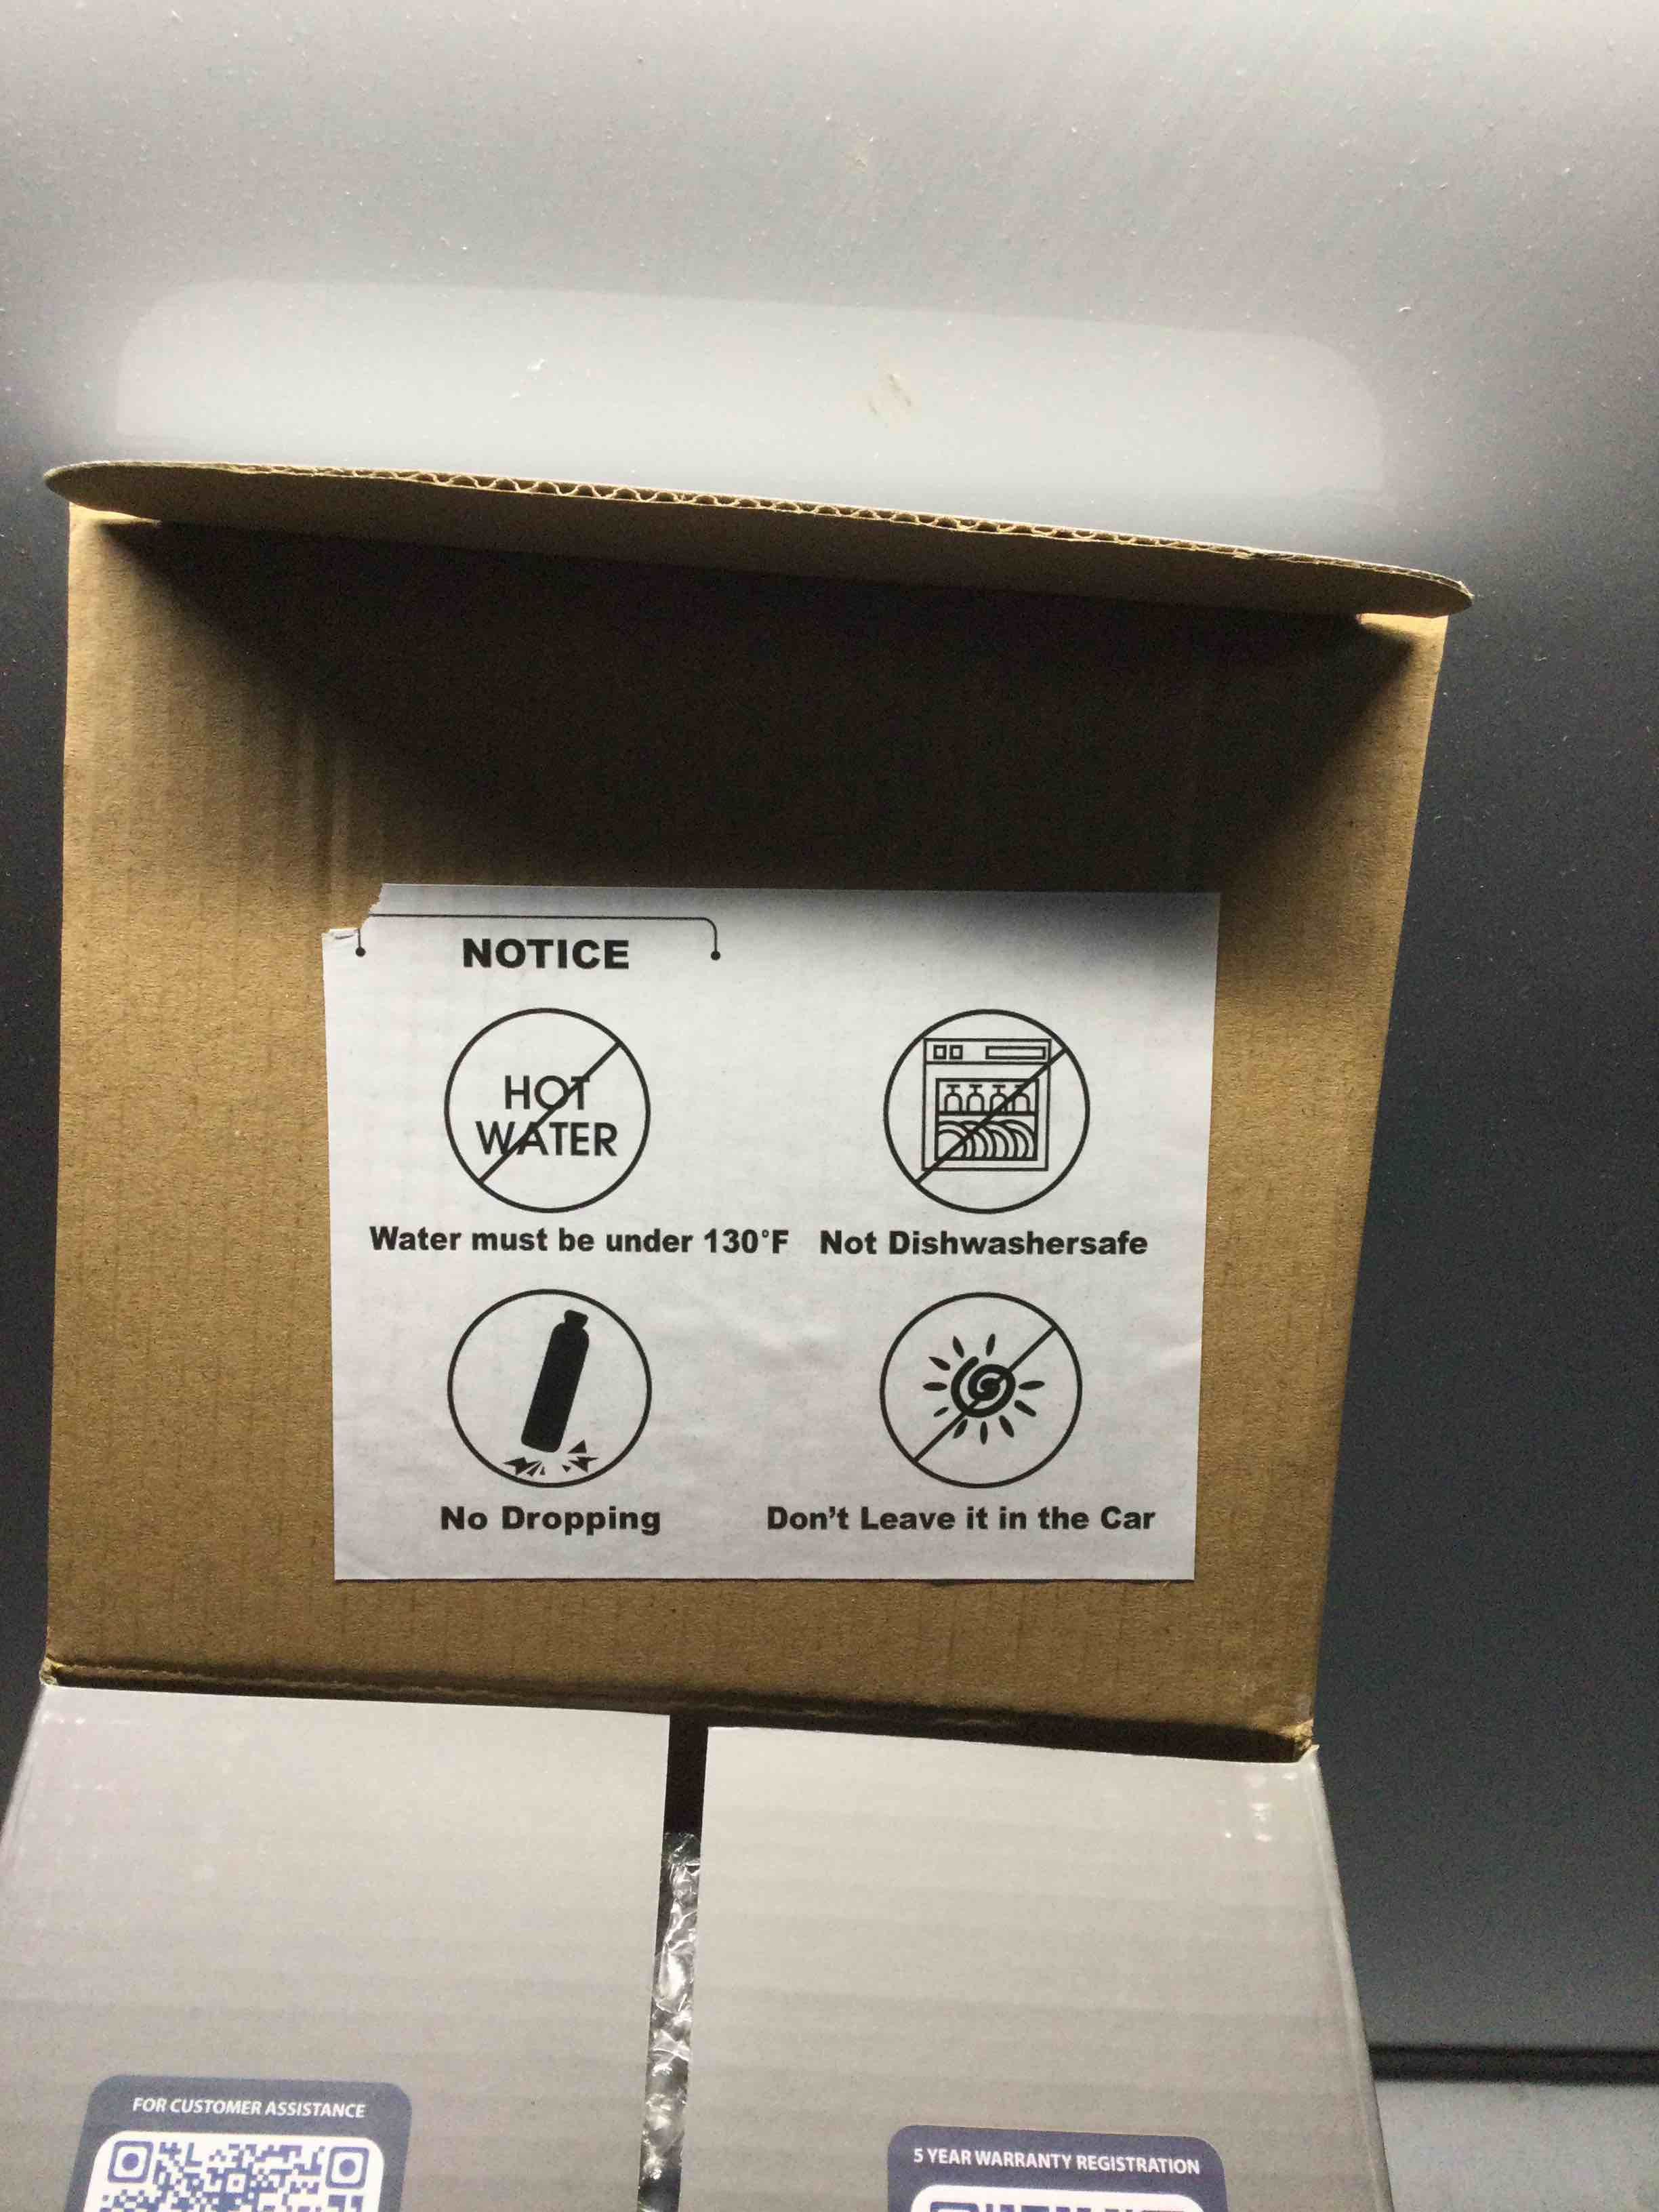 NOTICE
HOT
WATER
Water must be under 130°F
Not Dishwashersafe
No Dropping
Don't Leave it in the Car
FOR CUSTOMER ASSISTANCE
5 YEAR WARRANTY REGISTRATION